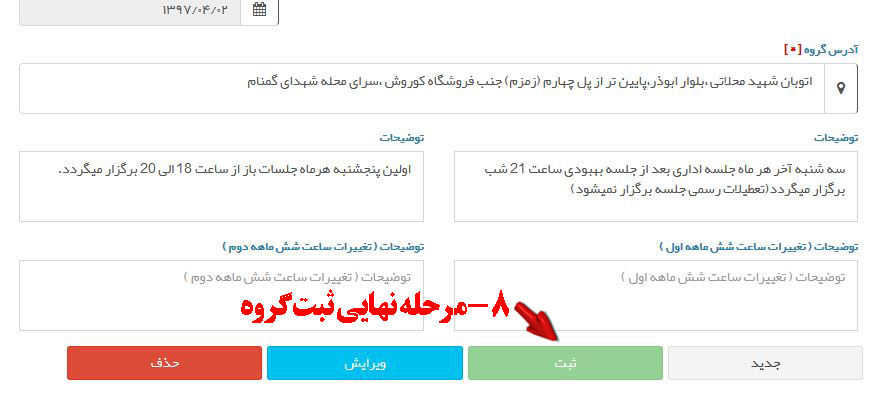 ۱۳۹۷/۰۴/۰۲
آدرس گروه [*]
اتوبان شهید محلاتی ،بلوار ابوذر،پایین تر از پل چهارم (زمزم) جنب فروشگاه کوروش ،سرای محله شهدای گمنام
توضیحات
سه شنبه آخر هر ماه جلسه اداری بعد از جلسه بهبودی ساعت 21 شب
برگزار میگردد(تعطیلات رسمی جلسه برگزار نمیشود)
توضیحات
اولین پنجشنبه هرماه جلسات باز از ساعت 18 الی 20 برگزار میگردد.
توضیحات ( تغییرات ساعت شش ماهه اول )
توضیحات ( تغییرات ساعت شش ماهه اول )
توضیحات ( تغییرات ساعت شش ماهه دوم )
توضیحات ( تغییرات ساعت شش ماهه دوم )
۸–مرحله نهایی ثبت گروه
جدید
ثبت
ویرایش
حذف